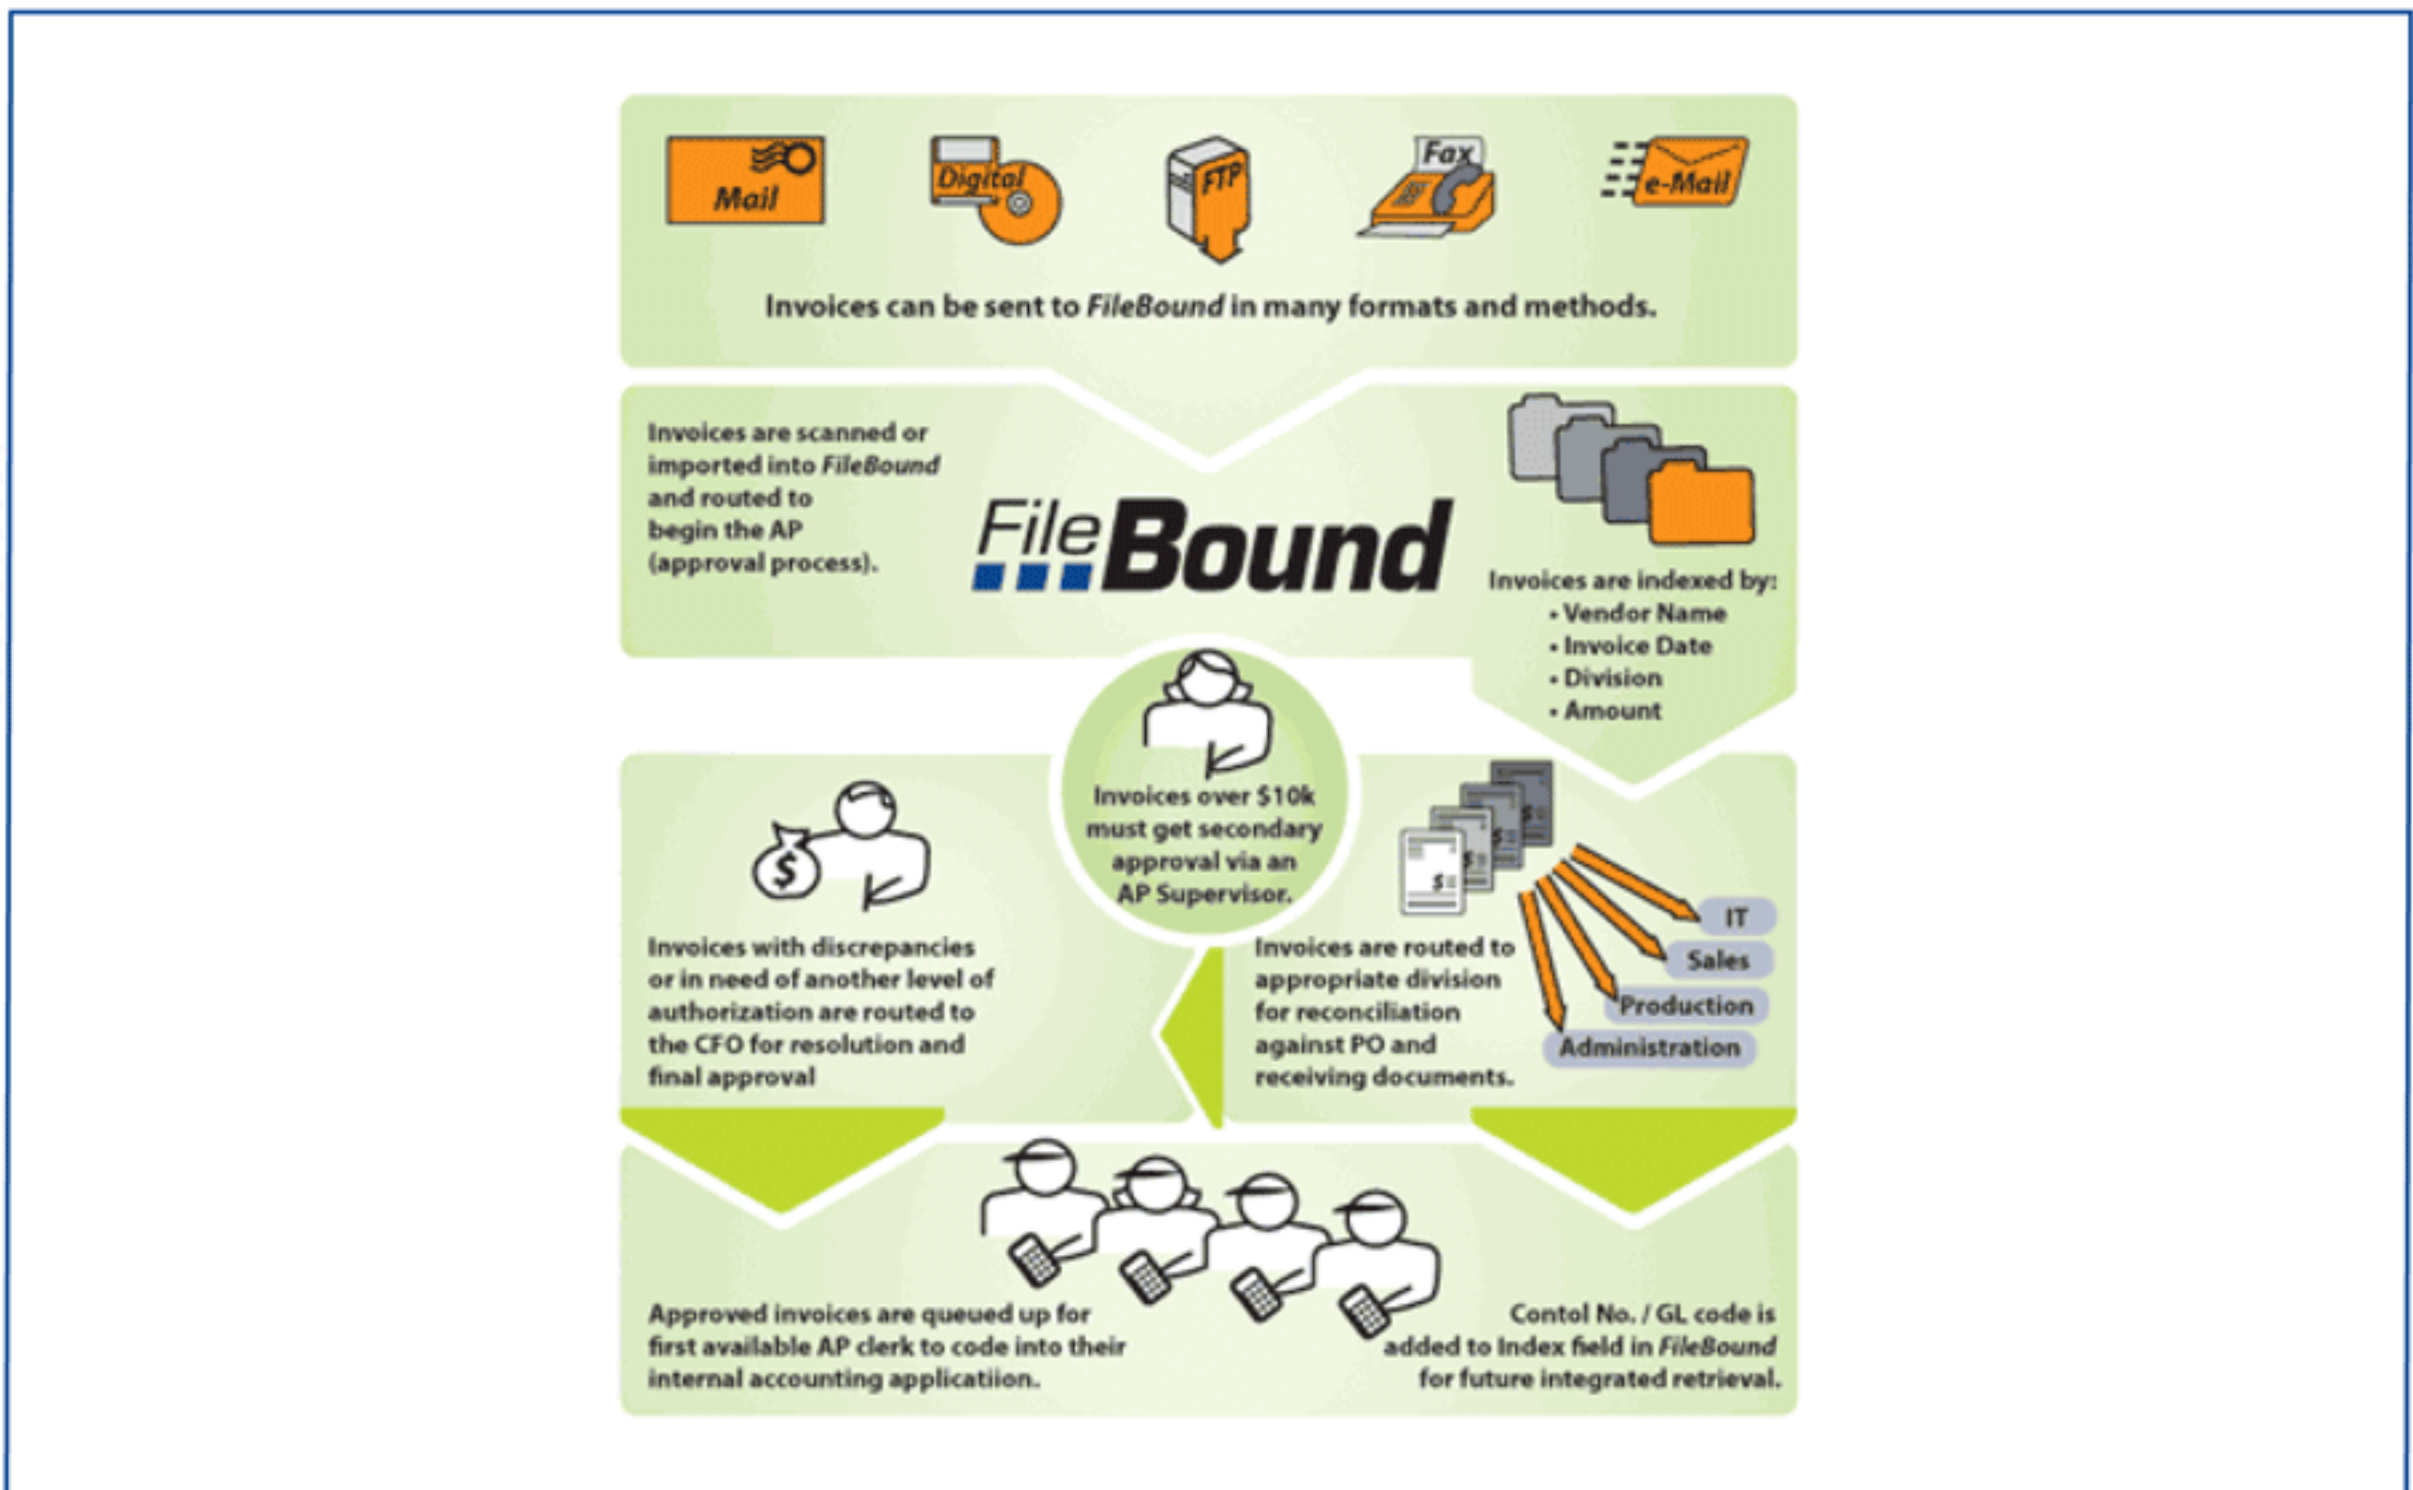 Mail
Digital
FTP
Fax
e-Mail
Invoices can be sent to FileBound in many formats and methods.
Invoices are scanned or
imported into FileBound
and routed to
begin the AP
(approval process).
FileBound
Invoices are indexed by:
• Vendor Name
• Invoice Date
• Division
• Amount
Invoices over $10k
must get secondary
approval via an
AP Supervisor.
$
Invoices with discrepancies
or in need of another level of
authorization are routed to
the CFO for resolution and
final approval
$
$
$
$
Invoices are routed to
appropriate division
for reconciliation
against PO and
receiving documents.
IT
Sales
Production
Administration
Approved invoices are queued up for
first available AP clerk to code into their
internal accounting applicatiion.
Contol No. / GL code is
added to Index field in FileBound
for future integrated retrieval.